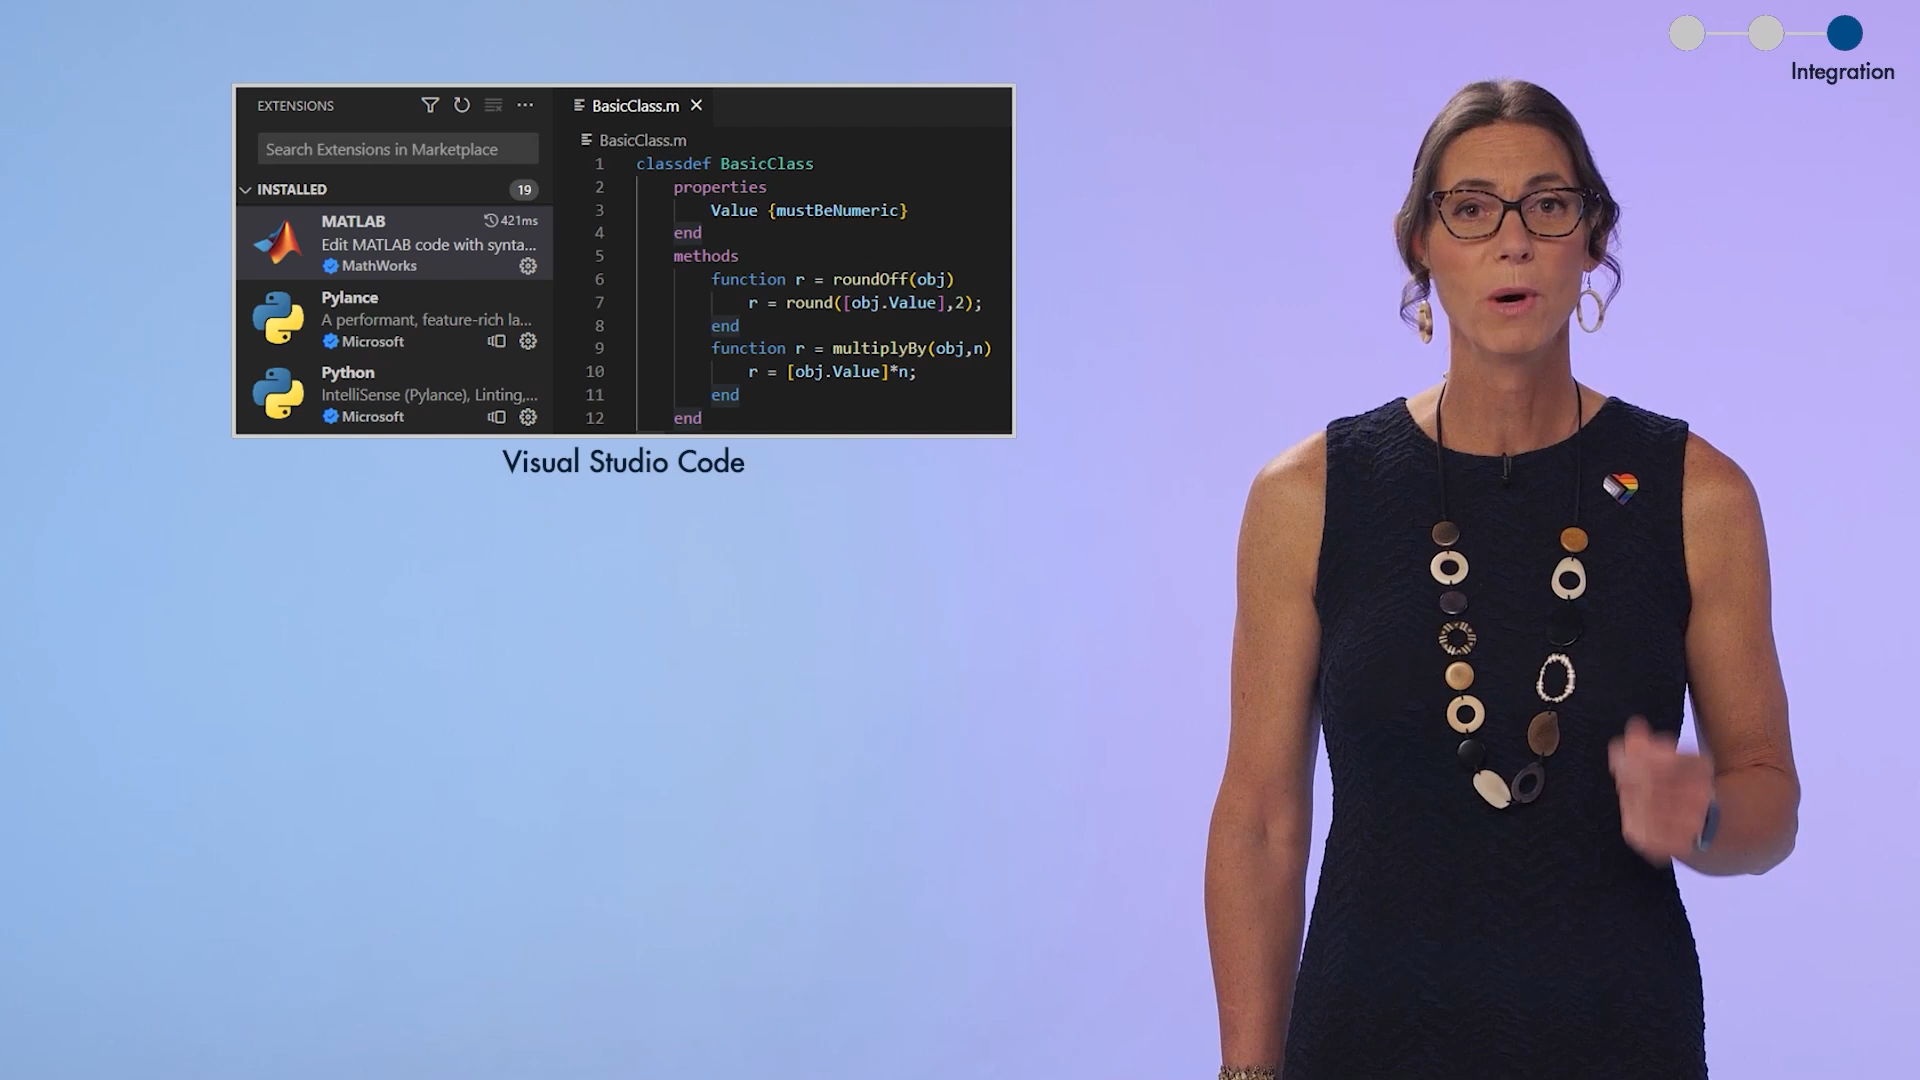 Integration
EXTENSIONS
Search Extensions in Marketplace
INSTALLED 19
MATLAB 421ms
Edit MATLAB code with synta...
MathWorks
Pylance
A performant, feature-rich la...
Microsoft
Python
IntelliSense (Pylance), Linting,...
Microsoft
BasicClass.m
BasicClass.m
1 classdef BasicClass
2 properties
3 Value {mustBeNumeric}
4 end
5 methods
6 function r = roundOff(obj)
7 r = round([obj.Value],2);
8 end
9 function r = multiplyBy(obj,n)
10 r = [obj.Value]*n;
11 end
12 end
Visual Studio Code